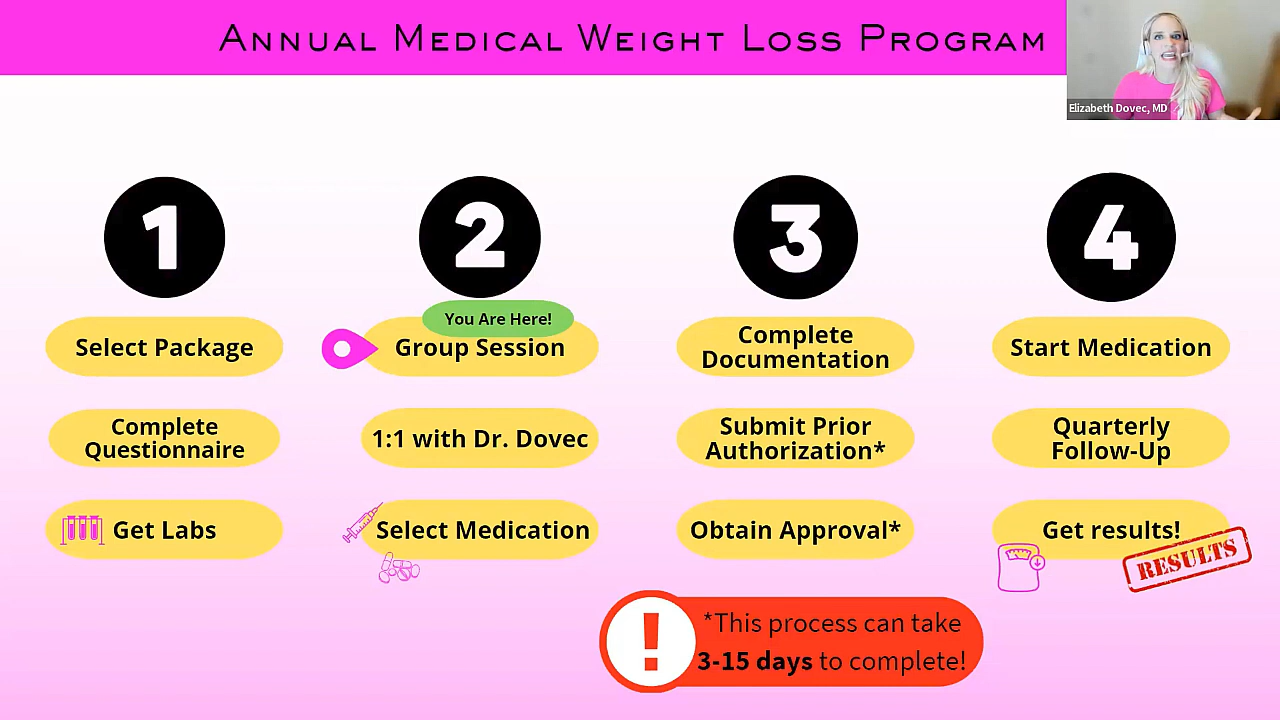 Annual Medical Weight Loss Program
Elizabeth Dovec, MD
1
Select Package
Complete
Questionnaire
Get Labs
2
You Are Here!
Group Session
1:1 with Dr. Dovec
Select Medication
3
Complete
Documentation
Submit Prior
Authorization*
Obtain Approval*
4
Start Medication
Quarterly
Follow-Up
Get results!
RESULTS
!
*This process can take
3-15 days to complete!